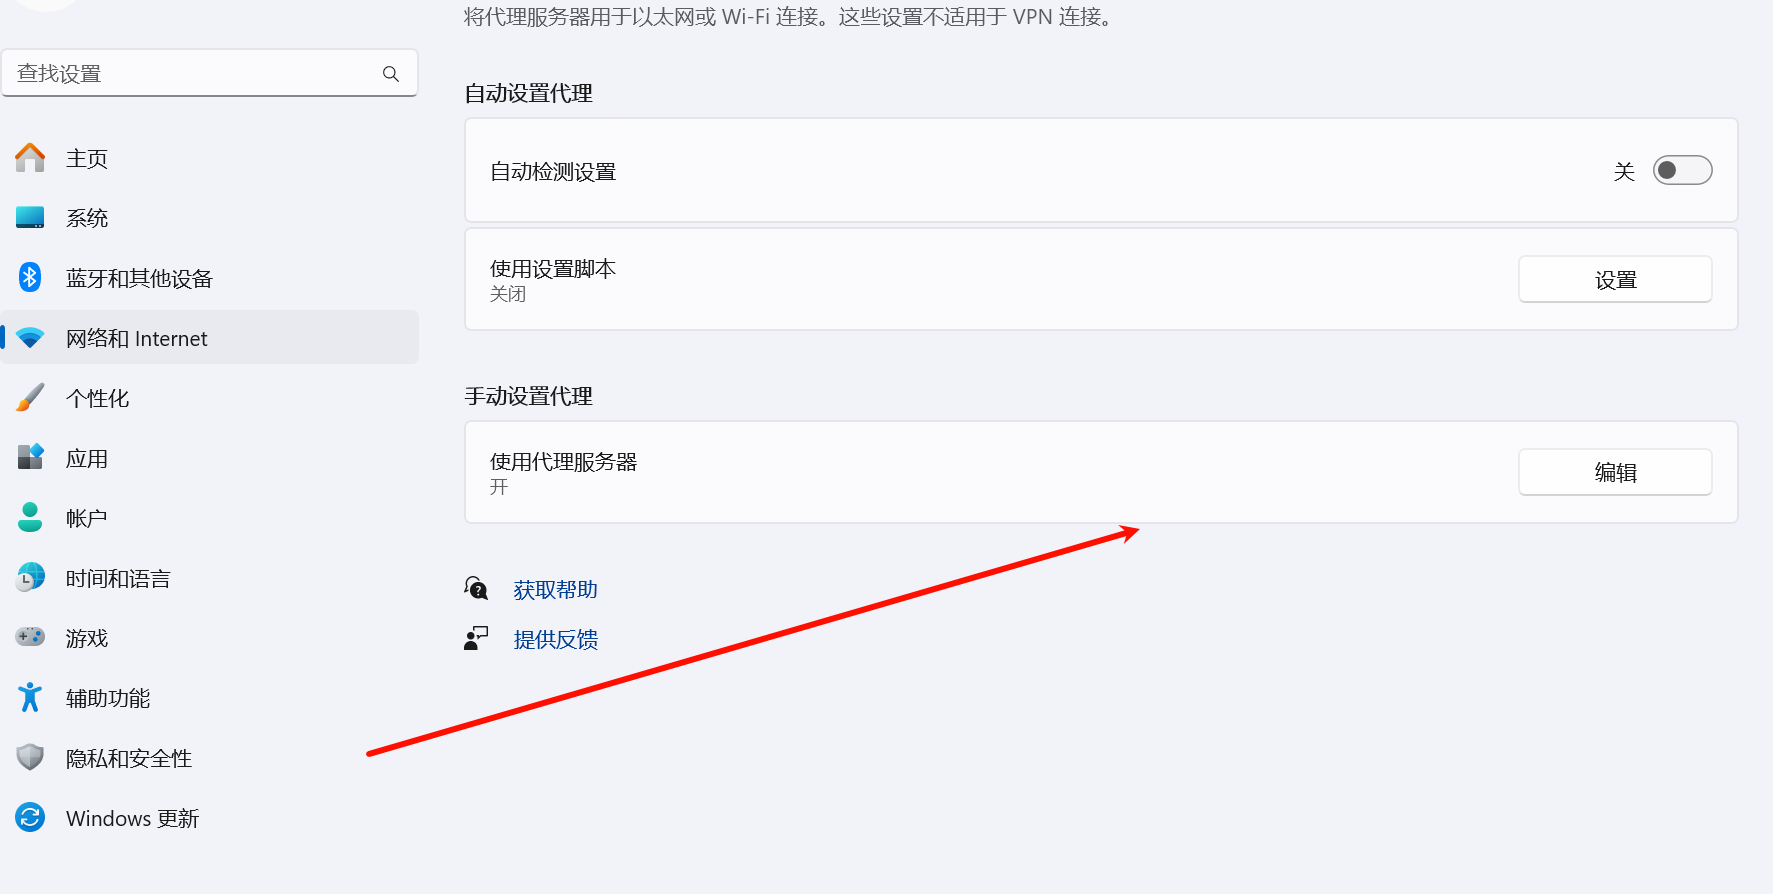 将代理服务器用于以太网或 Wi-Fi 连接。这些设置不适用于 VPN 连接。
查找设置
主页
系统
蓝牙和其他设备
网络和 Internet
个性化
应用
帐户
时间和语言
游戏
辅助功能
隐私和安全性
Windows 更新
自动设置代理
自动检测设置
关
使用设置脚本
关闭
设置
手动设置代理
使用代理服务器
开
编辑
获取帮助
提供反馈